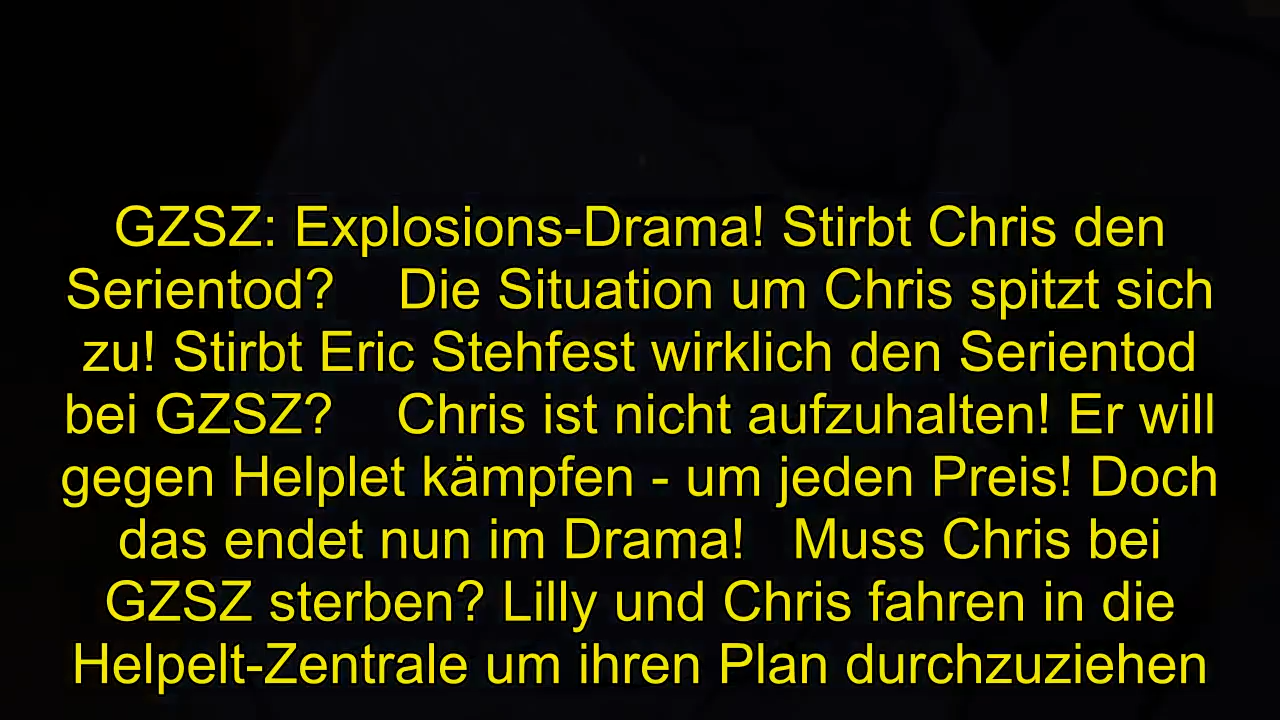 GZSZ: Explosions-Drama! Stirbt Chris den
Serientod? Die Situation um Chris spitzt sich
zu! Stirbt Eric Stehfest wirklich den Serientod
bei GZSZ? Chris ist nicht aufzuhalten! Er will
gegen Helplet kämpfen - um jeden Preis! Doch
das endet nun im Drama! Muss Chris bei
GZSZ sterben? Lilly und Chris fahren in die
Helpelt-Zentrale um ihren Plan durchzuziehen